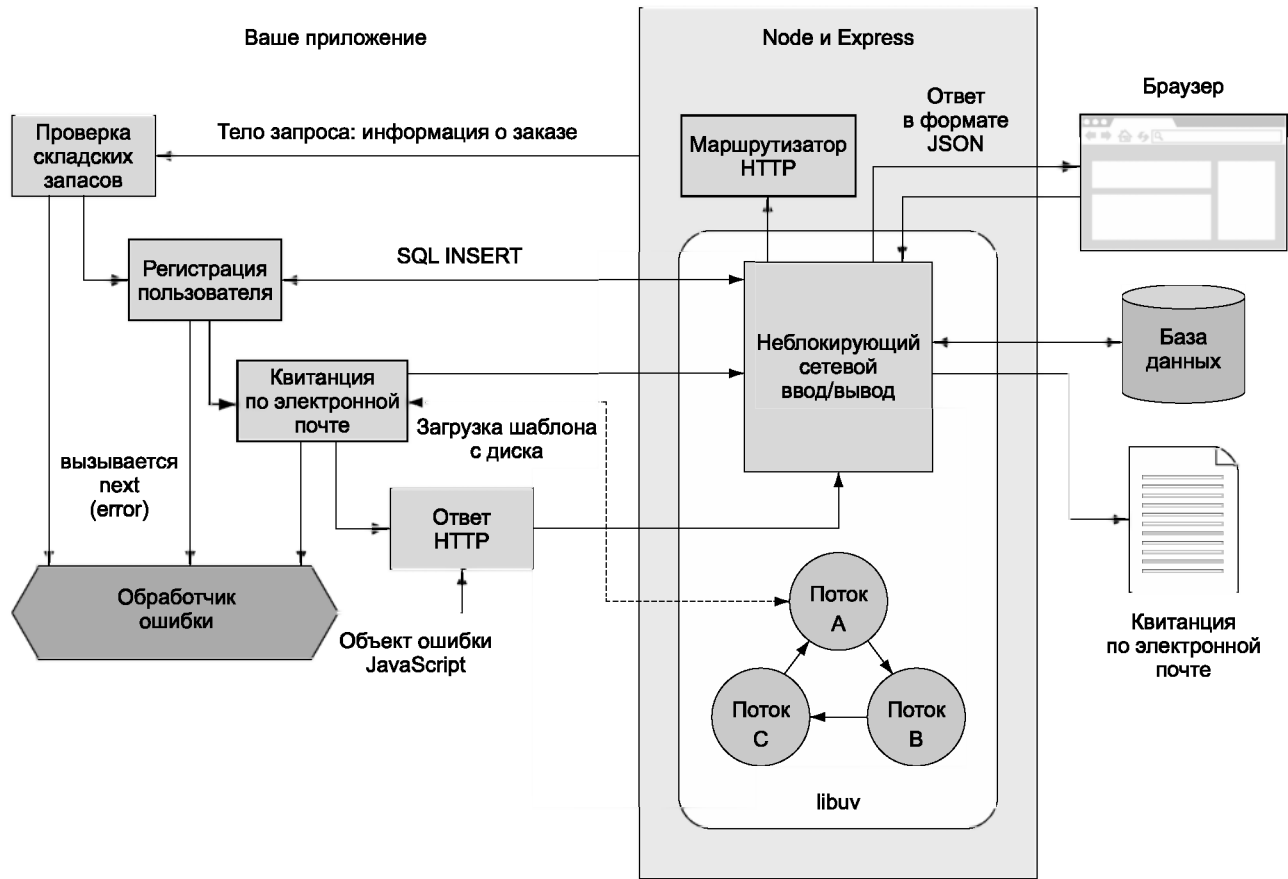 Ваше приложение
Node и Express
Браузер
Ответ
в формате
JSON
Проверка
складских
запасов
Тело запроса: информация о заказе
Маршрутизатор
HTTP
Регистрация
пользователя
SQL INSERT
Неблокирующий
сетевой
ввод/вывод
База
данных
Квитанция
по электронной
почте
Загрузка шаблона
с диска
вызывается
next
(error)
Ответ
HTTP
Обработчик
ошибки
Объект ошибки
JavaScript
Поток
A
Поток
C
Поток
B
libuv
Квитанция
по электронной
почте